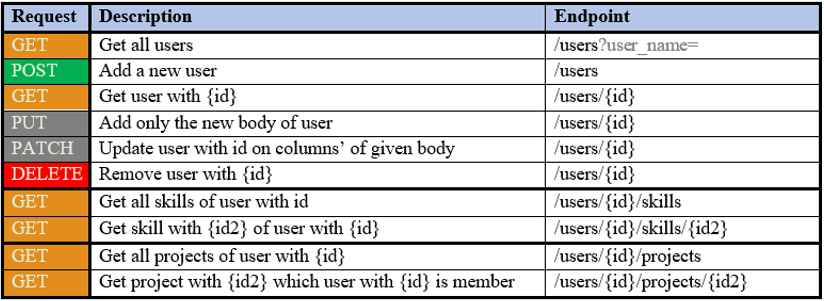 Request Description Endpoint
GET Get all users /users?user_name=
POST Add a new user /users
GET Get user with {id} /users/{id}
PUT Add only the new body of user /users/{id}
PATCH Update user with id on columns’ of given body /users/{id}
DELETE Remove user with {id} /users/{id}
GET Get all skills of user with id /users/{id}/skills
GET Get skill with {id2} of user with {id} /users/{id}/skills/{id2}
GET Get all projects of user with {id} /users/{id}/projects
GET Get project with {id2} which user with {id} is member /users/{id}/projects/{id2}